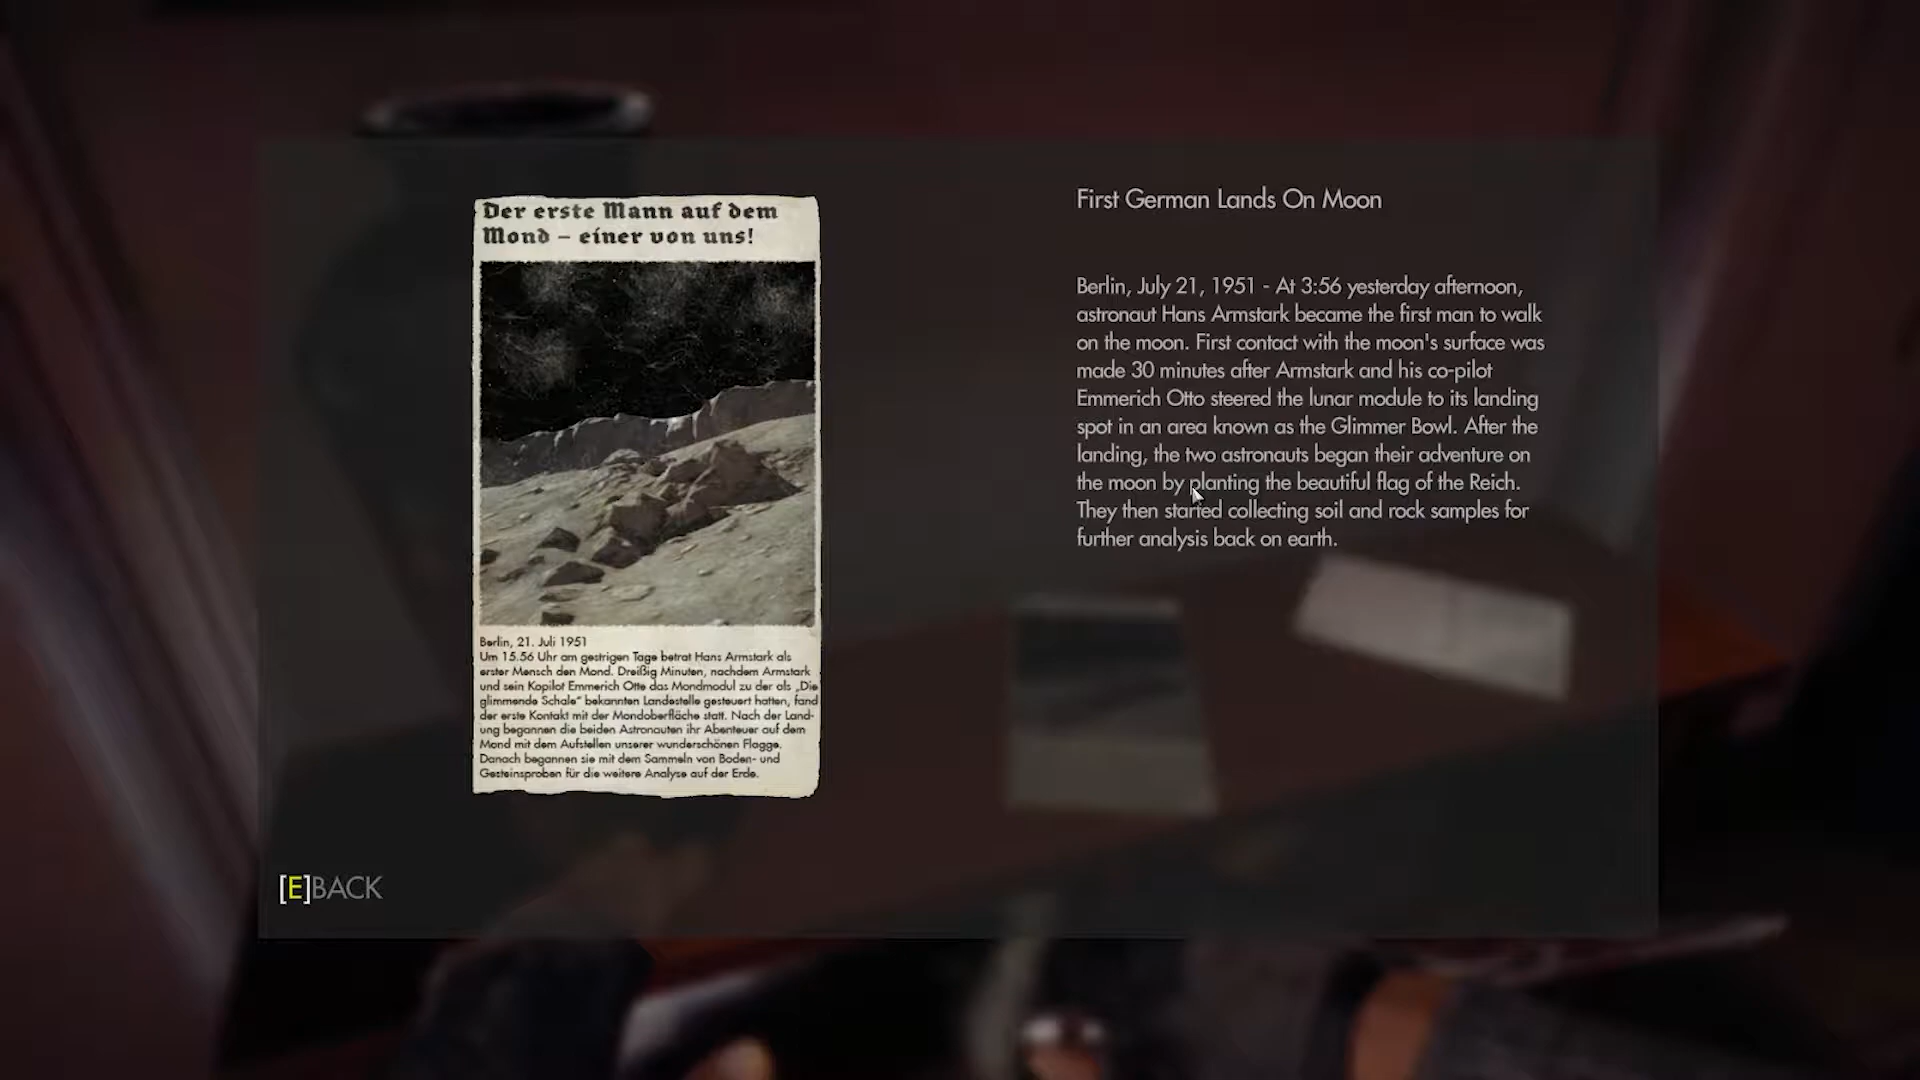 Der erste Mann auf dem
Mond – einer von uns!
Berlin, 21. Juli 1951
Um 15.56 Uhr am gestrigen Tage betrat Hans Armstark als
erster Mensch den Mond. Dreißig Minuten, nachdem Armstark
und sein Kopilot Emmerich Otto das Mondmodul zu der als „Die
glimmende Schale“ bekannten Landestelle gesteuert hatten, fand
der erste Kontakt mit der Mondoberfläche statt. Nach der Land-
ung begannen die beiden Astronauten ihr Abenteuer auf dem
Mond mit dem Aufstellen unserer wunderschönen Flagge.
Danach begannen sie mit dem Sammeln von Boden- und
Gesteinsproben für die weitere Analyse auf der Erde.
First German Lands On Moon
Berlin, July 21, 1951 - At 3:56 yesterday afternoon,
astronaut Hans Armstark became the first man to walk
on the moon. First contact with the moon's surface was
made 30 minutes after Armstark and his co-pilot
Emmerich Otto steered the lunar module to its landing
spot in an area known as the Glimmer Bowl. After the
landing, the two astronauts began their adventure on
the moon by planting the beautiful flag of the Reich.
They then started collecting soil and rock samples for
further analysis back on earth.
[E]BACK